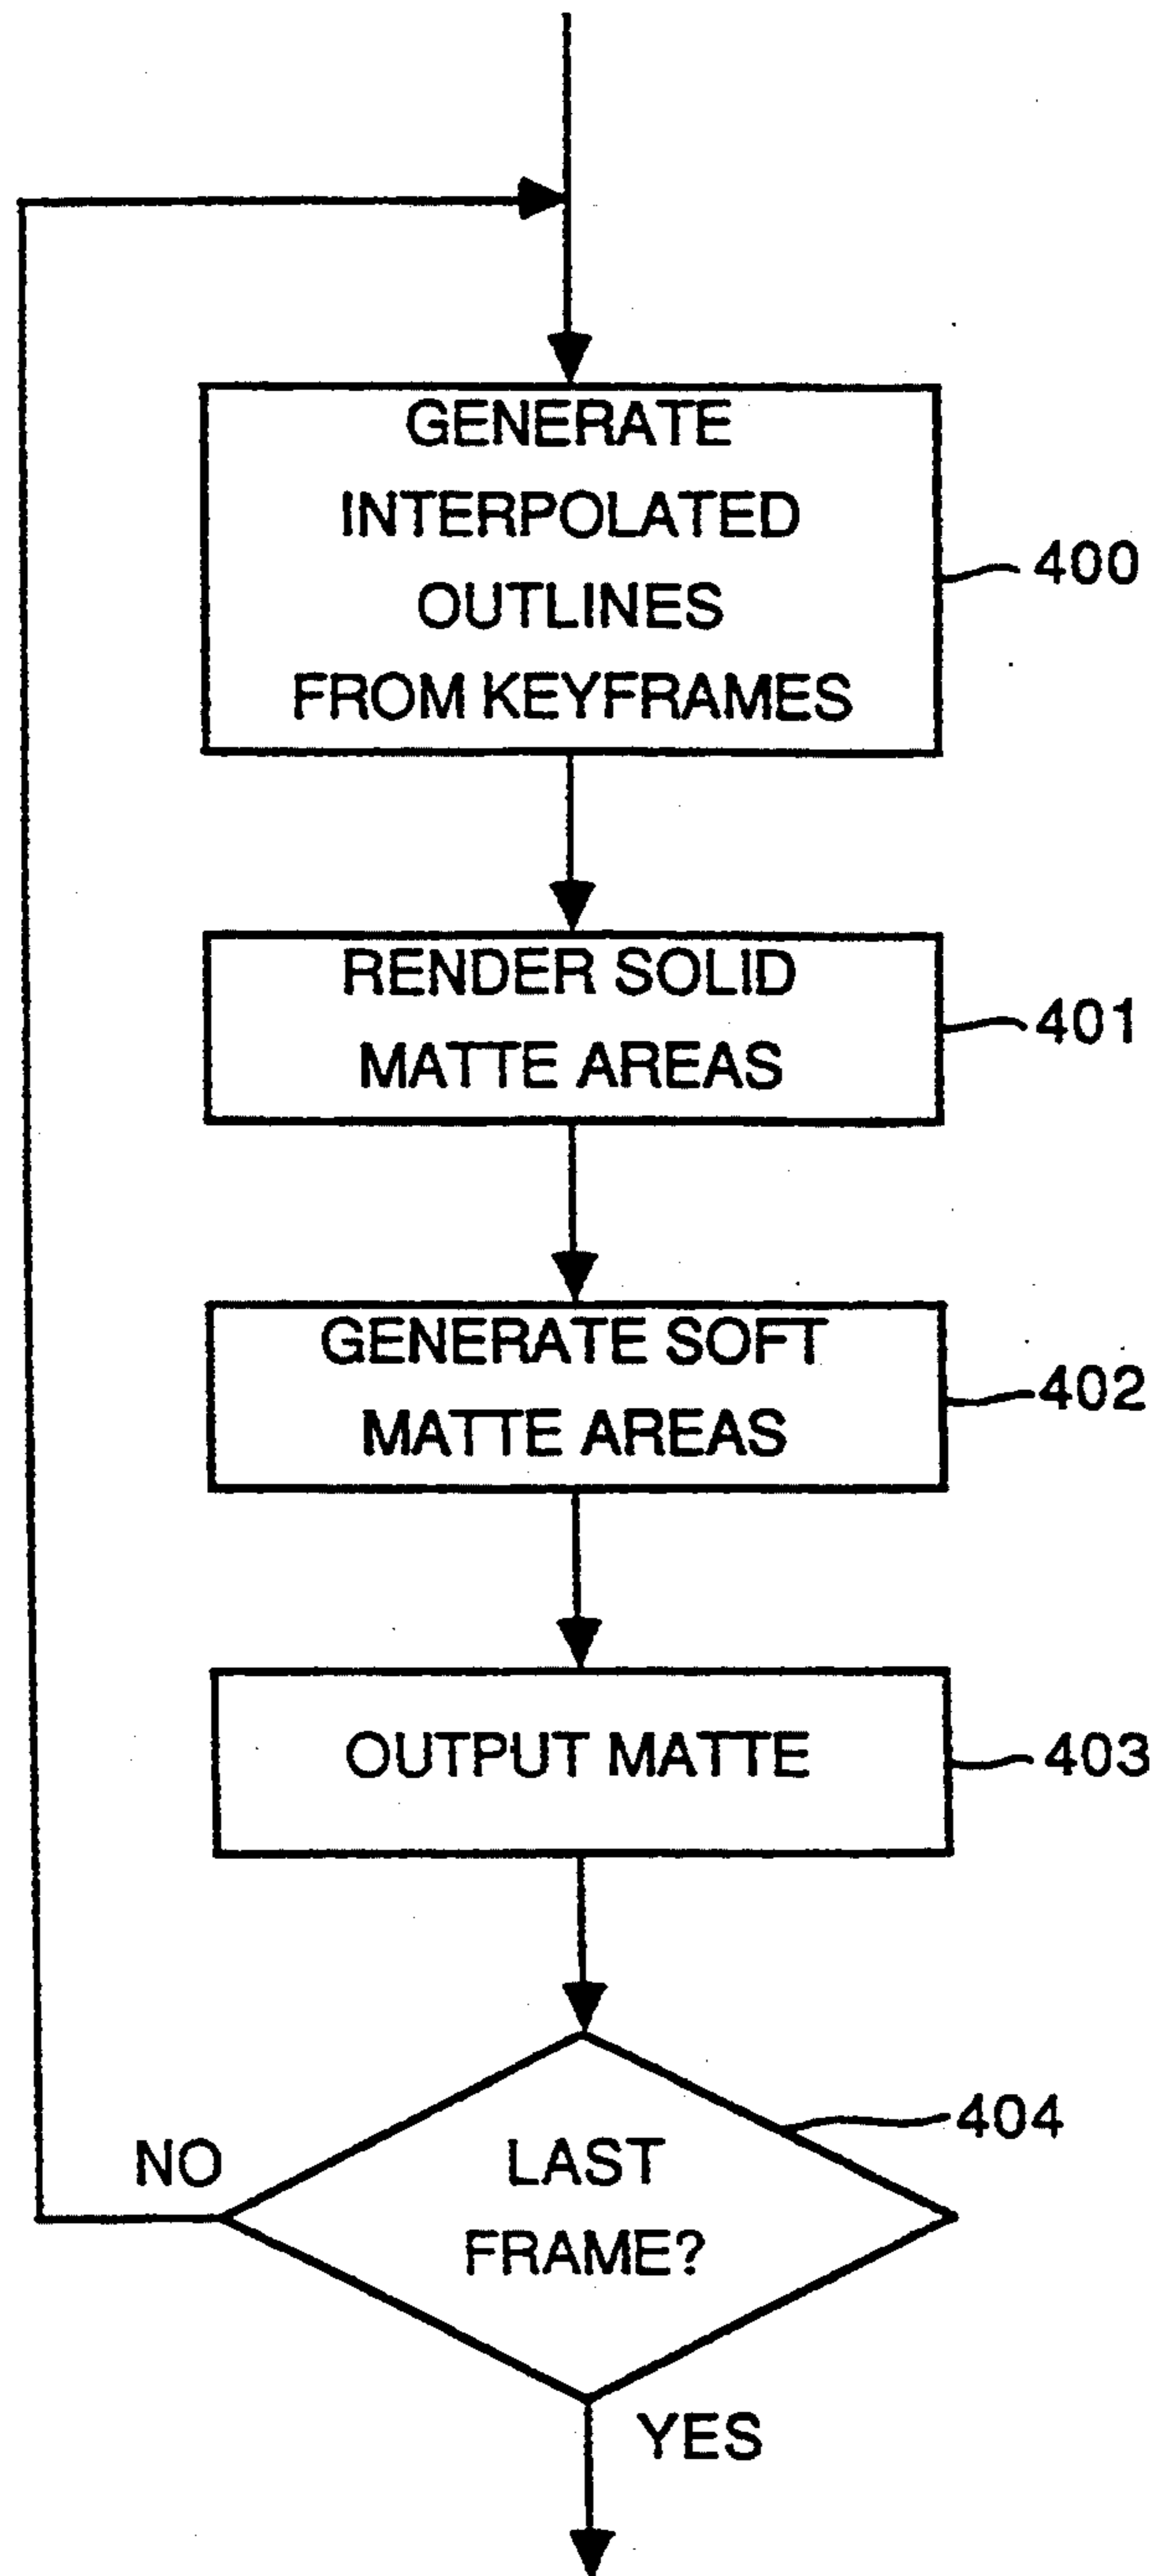 GENERATE
INTERPOLATED
OUTLINES
FROM KEYFRAMES
400
RENDER SOLID
MATTE AREAS
401
GENERATE SOFT
MATTE AREAS
402
OUTPUT MATTE
403
404
LAST
FRAME?
NO
YES